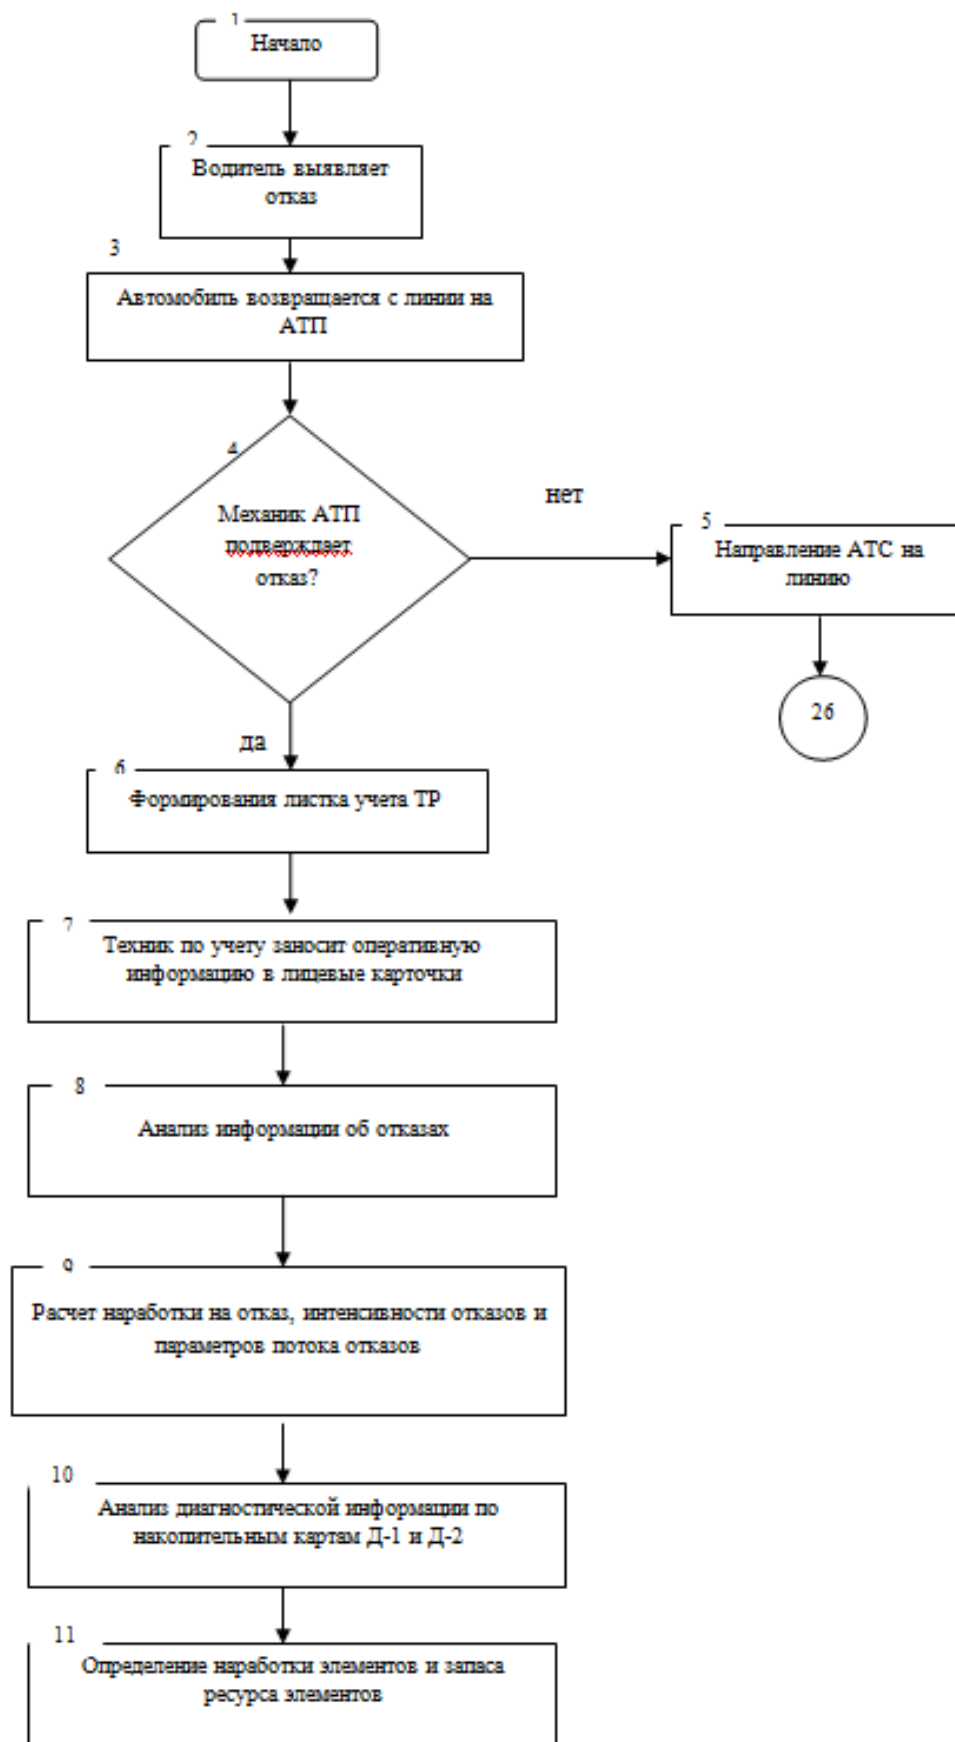 1
Начало
2
Водитель выявляет
отказ
3
Автомобиль возвращается с линии на
АТП
4
Механик АТП
подверждает
отказ?
нет
5
Направление АТС на
линию
26
да
6
Формирования листка учета ТР
7
Техник по учету заносит оперативную
информацию в лицевые карточки
8
Анализ информации об отказах
9
Расчет наработки на отказ, интенсивности отказов и
параметров потока отказов
10
Анализ диагностической информации по
накопительным картам Д-1 и Д-2
11
Определение наработки элементов и запаса
ресурса элементов